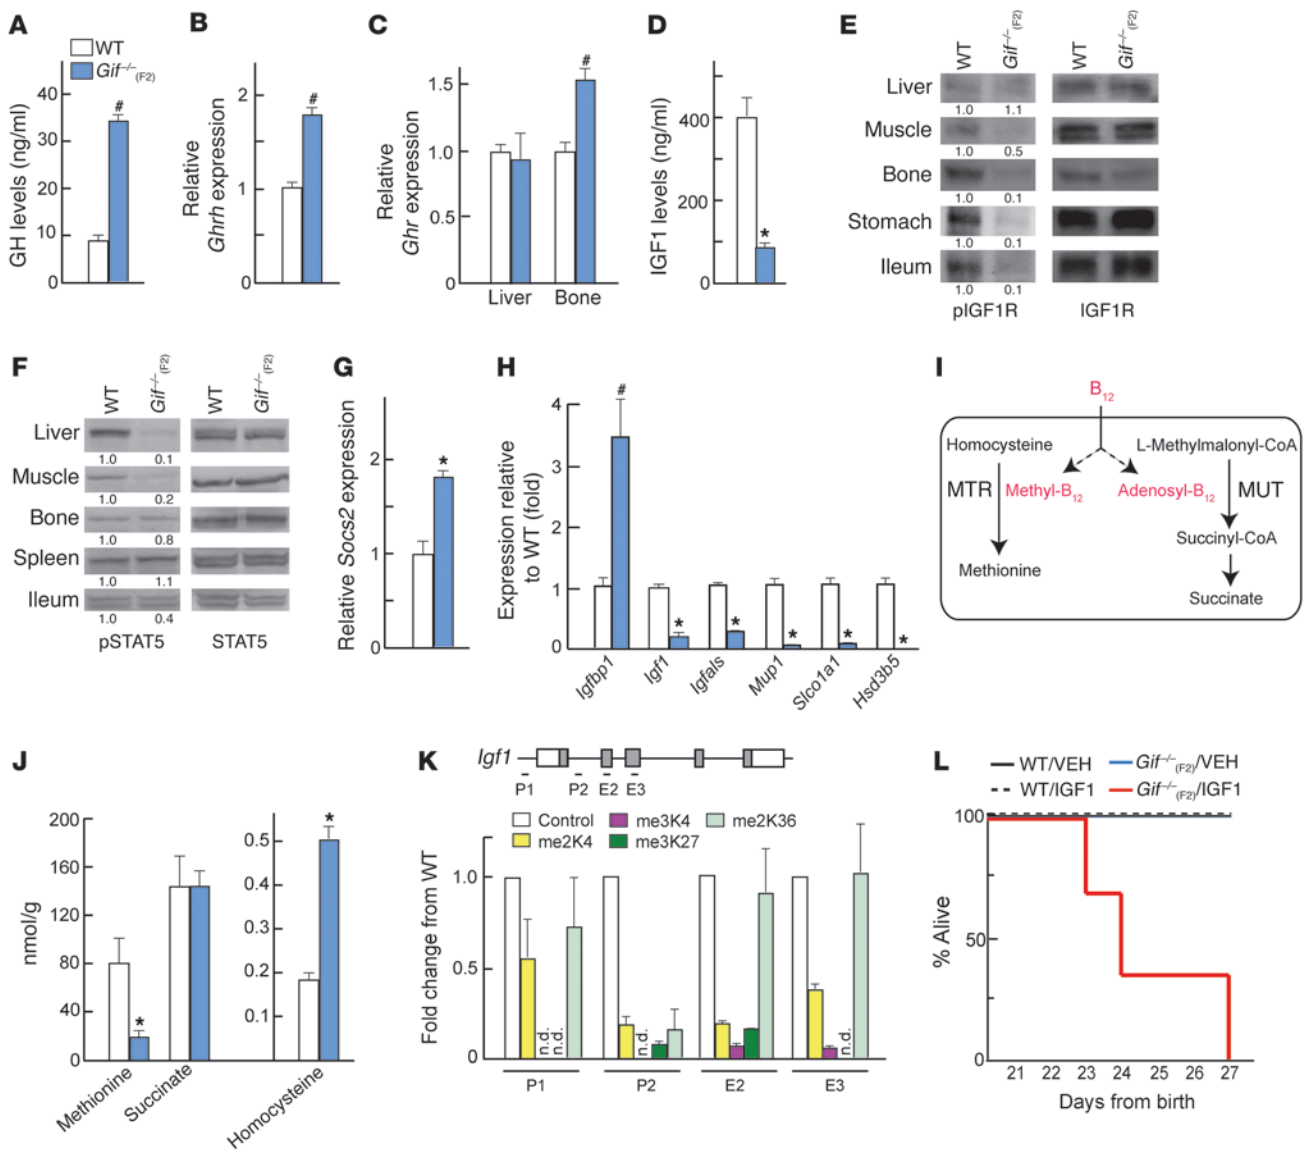 A
WT
Gif–/–(F2)
GH levels (ng/ml)
40
30
20
10
0
#
B
Relative
Ghrh expression
2
1
0
#
C
Relative
Ghr expression
1.5
1.0
0.5
0
#
Liver Bone
D
IGF1 levels (ng/ml)
400
200
0
*
E
WT Gif–/–(F2) WT Gif–/–(F2)
Liver
1.0 1.1
Muscle
1.0 0.5
Bone
1.0 0.1
Stomach
1.0 0.1
Ileum
1.0 0.1
pIGF1R IGF1R
F
WT Gif–/–(F2) WT Gif–/–(F2)
Liver
1.0 0.1
Muscle
1.0 0.2
Bone
1.0 0.8
Spleen
1.0 1.1
Ileum
1.0 0.4
pSTAT5 STAT5
G
Relative Socs2 expression
2
1
0
*
H
Expression relative
to WT (fold)
4
3
2
1
0
# * * * * *
Igfbp1 Igf1 Igfals Mup1 Slco1a1 Hsd3b5
I
B12
Homocysteine L-Methylmalonyl-CoA
MTR Methyl-B12 Adenosyl-B12 MUT
Succinyl-CoA
Methionine
Succinate
J
nmol/g
200
160
120
80
40
0
*
Methionine Succinate
0.5
0.4
0.3
0.2
0.1
*
Homocysteine
K
Igf1
P1 P2 E2 E3
Control me3K4 me2K36
me2K4 me3K27
Fold change from WT
1.0
0.5
0
n.d. n.d. n.d. n.d.
P1 P2 E2 E3
L
WT/VEH Gif–/–(F2)/VEH
WT/IGF1 Gif–/–(F2)/IGF1
% Alive
100
50
0
21 22 23 24 25 26 27
Days from birth